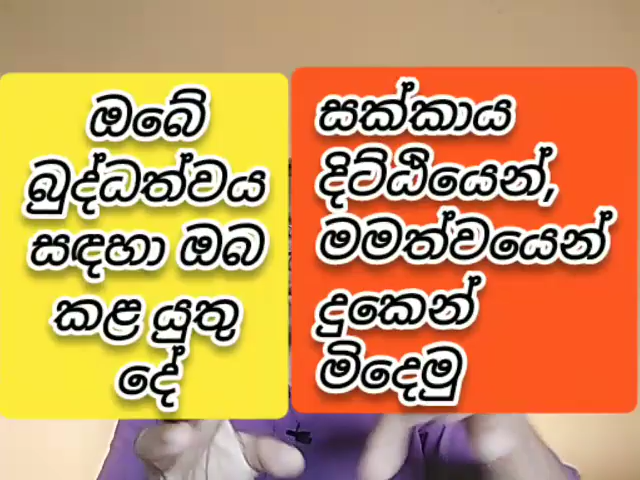 ඔබේ
බුද්ධත්වය
සඳහා ඔබ
කළ යුතු
දේ
සක්කාය
දිට්ඨියෙන්,
මමත්වයෙන්
දුකෙන්
මිදෙමු